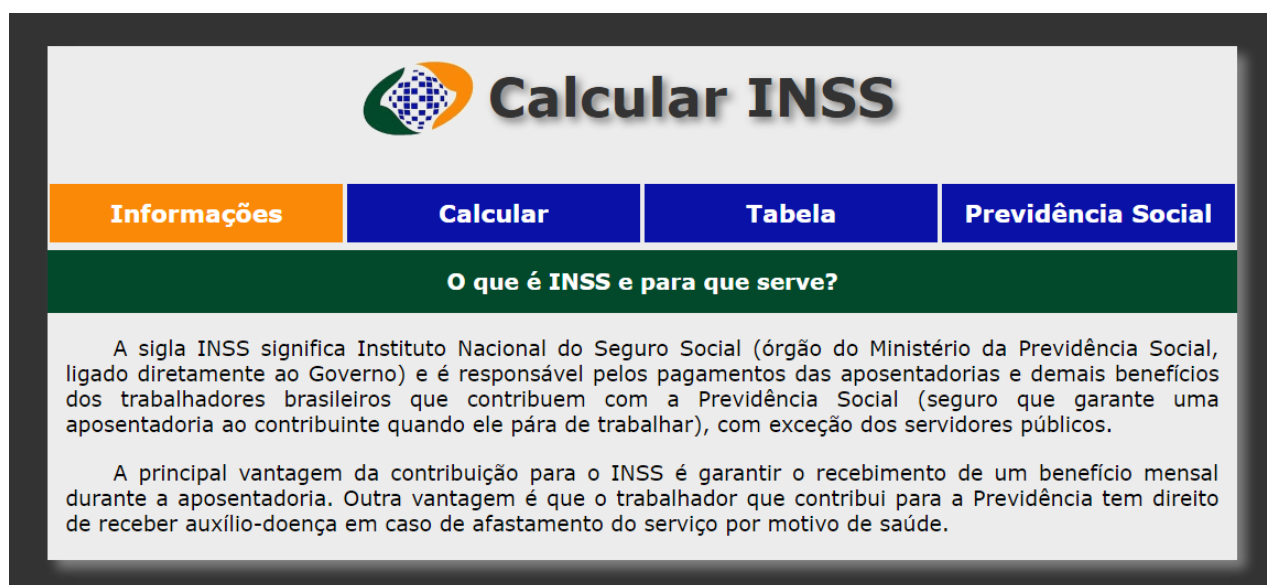 Calcular INSS
Informações
Calcular
Tabela
Previdência Social
O que é INSS e para que serve?
A sigla INSS significa Instituto Nacional do Seguro Social (órgão do Ministério da Previdência Social,
ligado diretamente ao Governo) e é responsável pelos pagamentos das aposentadorias e demais benefícios
dos trabalhadores brasileiros que contribuem com a Previdência Social (seguro que garante uma
aposentadoria ao contribuinte quando ele pára de trabalhar), com exceção dos servidores públicos.
A principal vantagem da contribuição para o INSS é garantir o recebimento de um benefício mensal
durante a aposentadoria. Outra vantagem é que o trabalhador que contribui para a Previdência tem direito
de receber auxílio-doença em caso de afastamento do serviço por motivo de saúde.